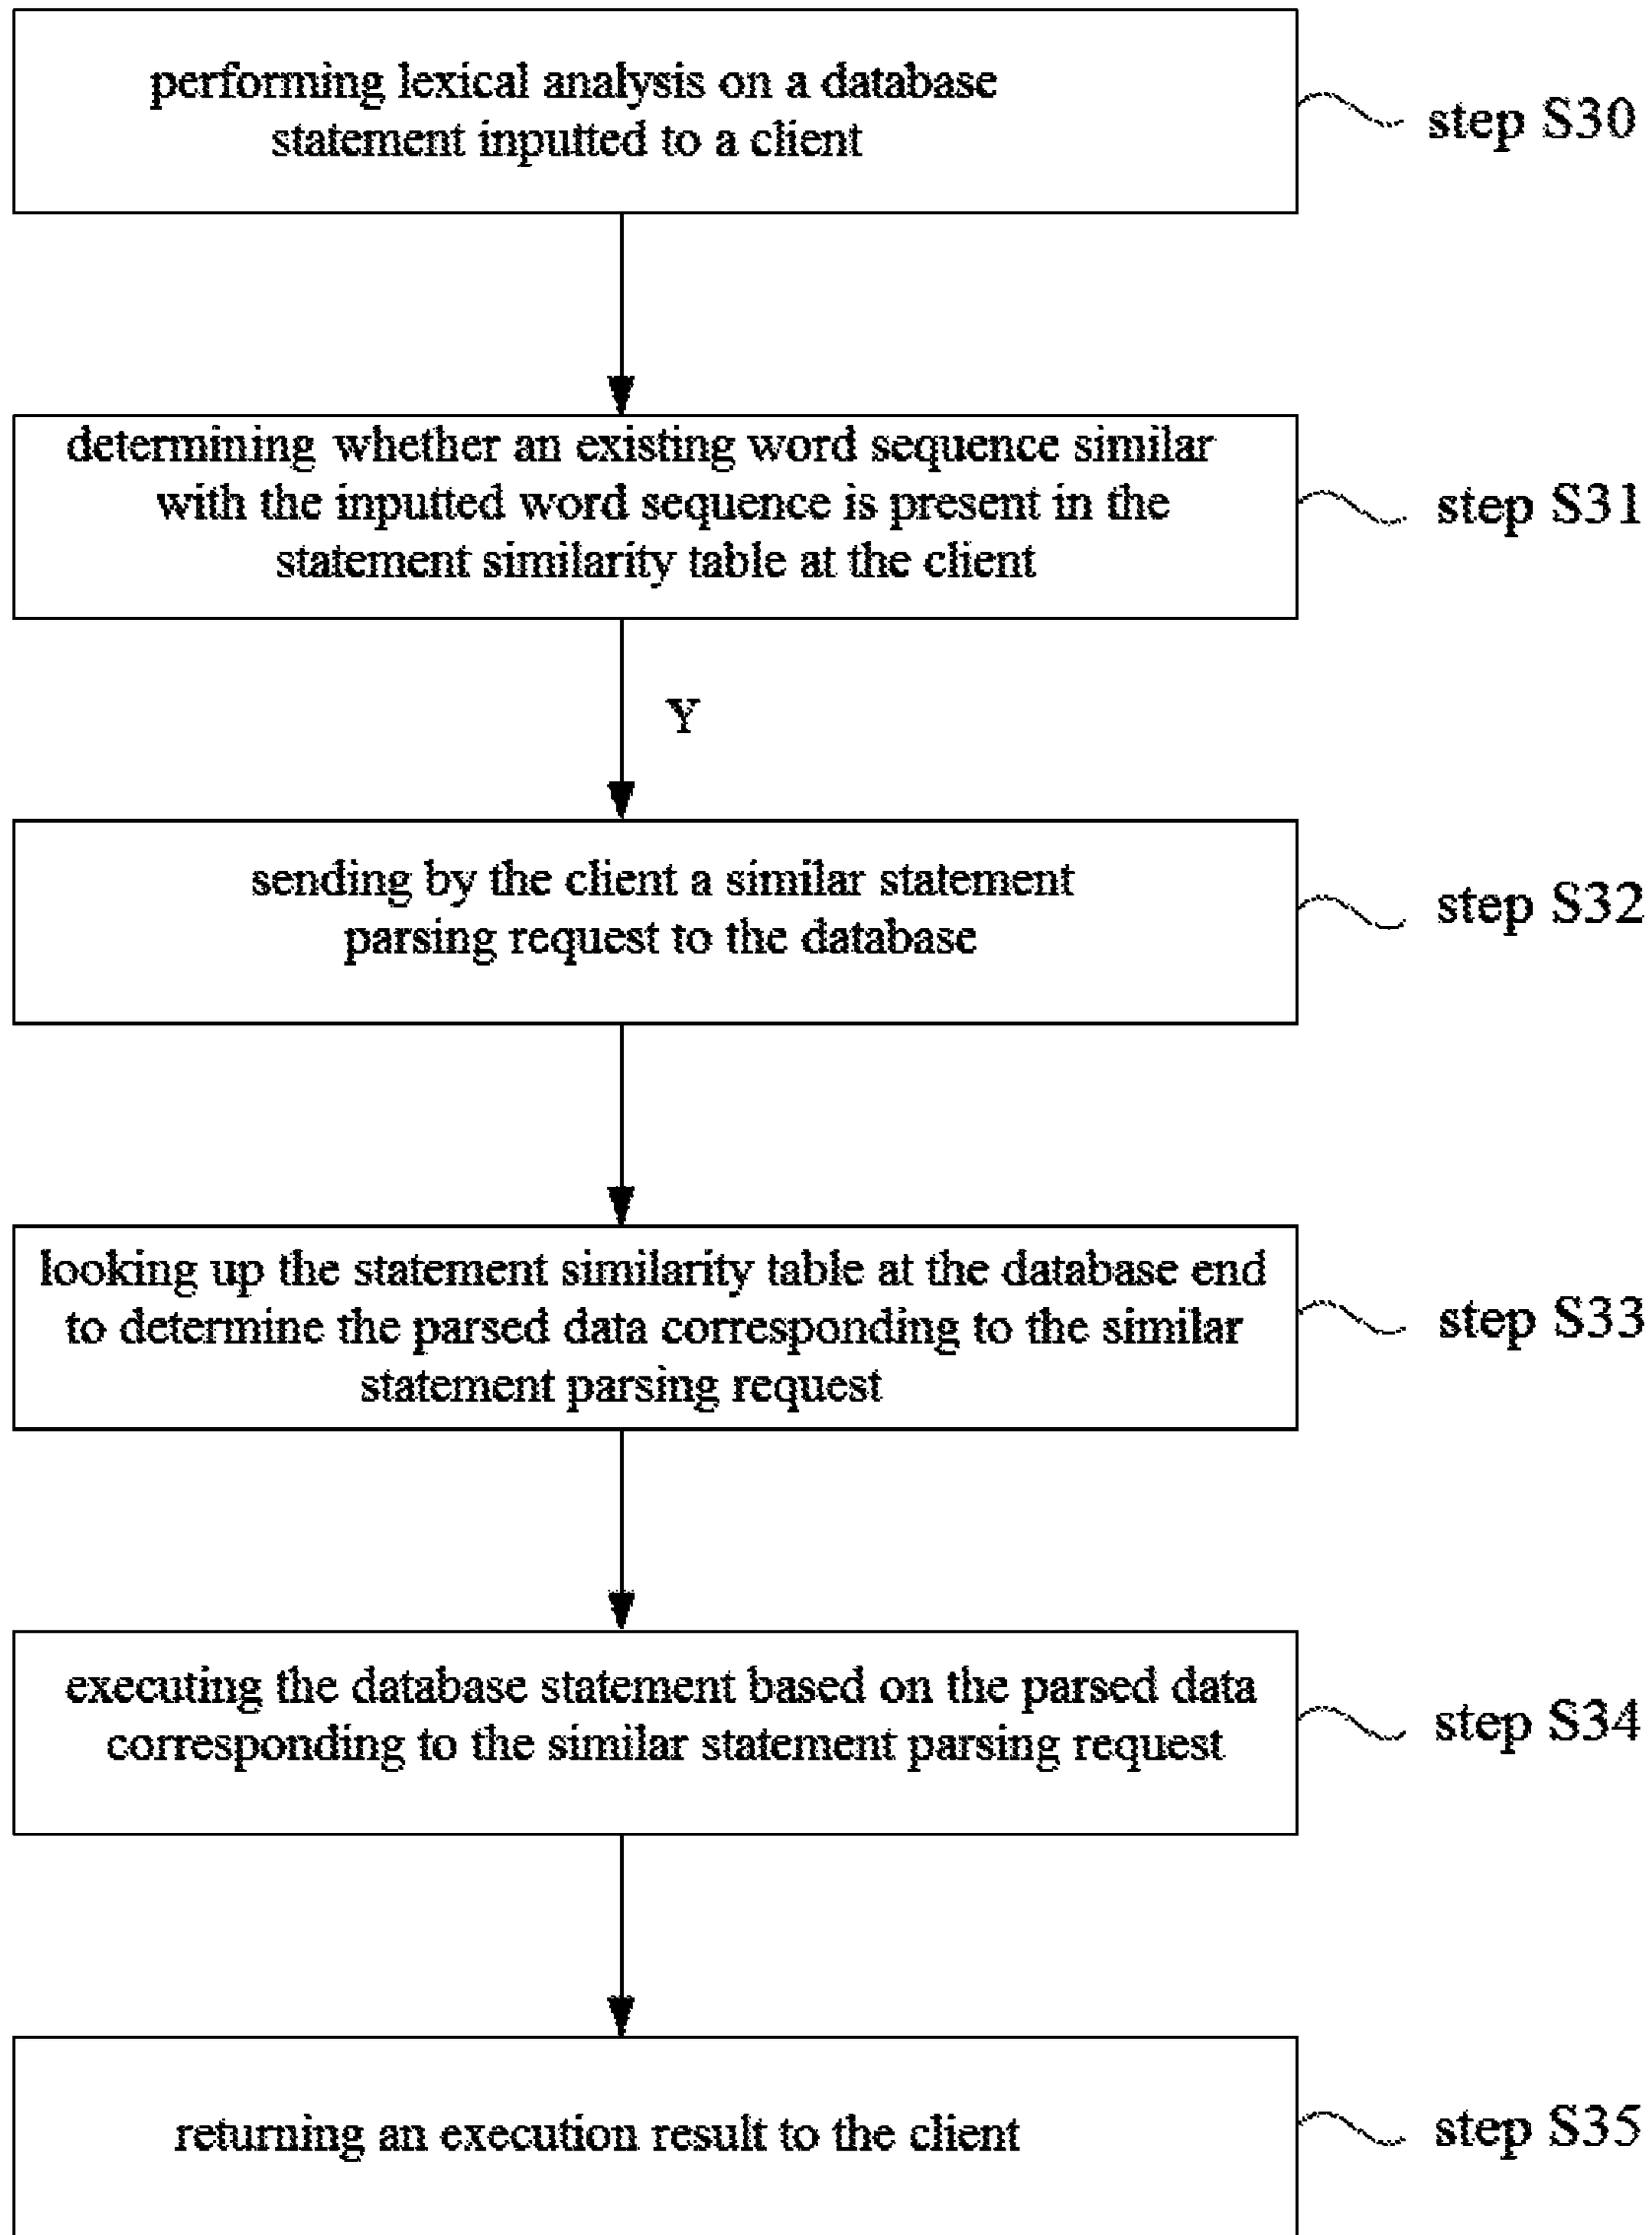 performing lexical analysis on a database
statement inputted to a client
step S30
determining whether an existing word sequence similar
with the inputted word sequence is present in the
statement similarity table at the client
step S31
Y
sending by the client a similar statement
parsing request to the database
step S32
looking up the statement similarity table at the database end
to determine the parsed data corresponding to the similar
statement parsing request
step S33
executing the database statement based on the parsed data
corresponding to the similar statement parsing request
step S34
returning an execution result to the client
step S35